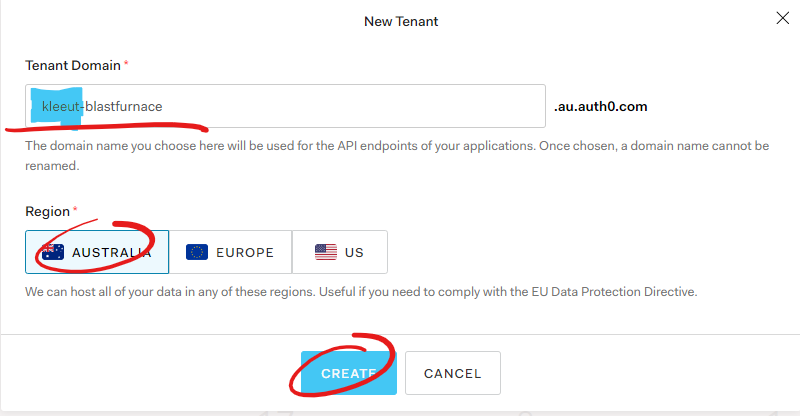 New Tenant
Tenant Domain *
kleeut-blastfurnace
.au.auth0.com
The domain name you choose here will be used for the API endpoints of your applications. Once chosen, a domain name cannot be
renamed.
Region *
AUSTRALIA
EUROPE
US
We can host all of your data in any of these regions. Useful if you need to comply with the EU Data Protection Directive.
CREATE
CANCEL